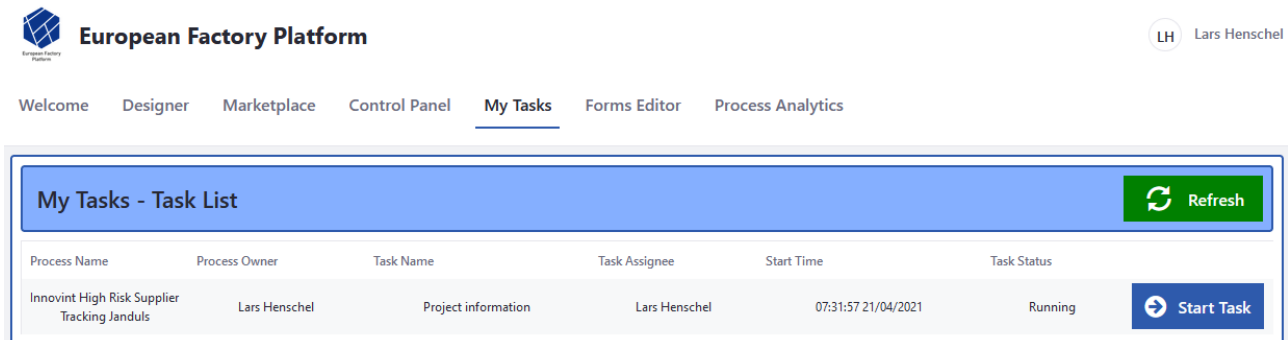 European Factory Platform
European Factory
Platform
LH Lars Henschel
Welcome Designer Marketplace Control Panel My Tasks Forms Editor Process Analytics
My Tasks - Task List
Refresh
Process Name Process Owner Task Name Task Assignee Start Time Task Status
Innovint High Risk Supplier
Tracking Janduls
Lars Henschel Project information Lars Henschel 07:31:57 21/04/2021 Running Start Task